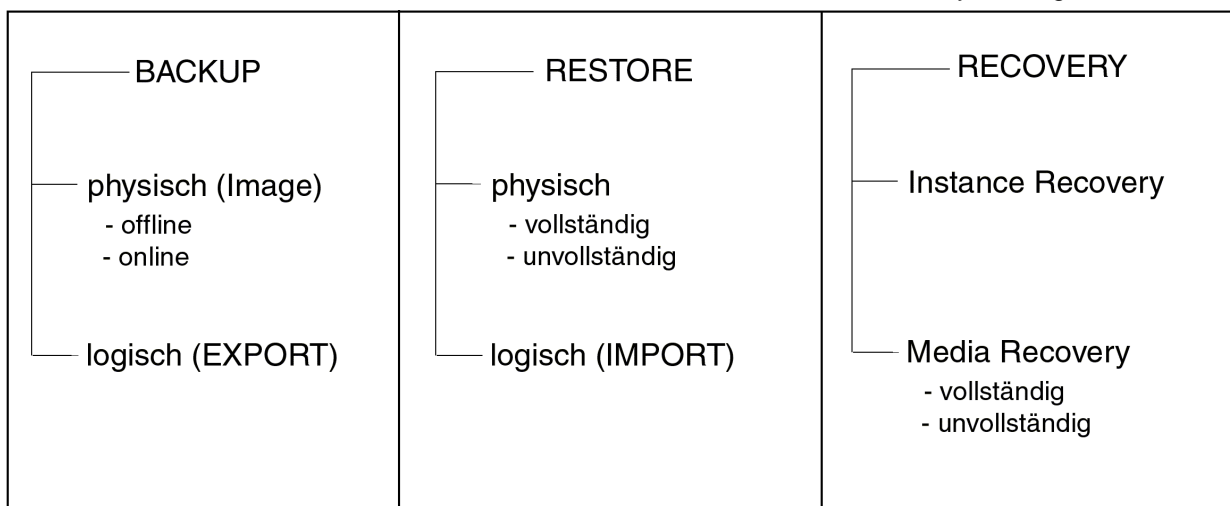 BACKUP
physisch (Image)
- offline
- online
logisch (EXPORT)
RESTORE
physisch
- vollständig
- unvollständig
logisch (IMPORT)
RECOVERY
Instance Recovery
Media Recovery
- vollständig
- unvollständig